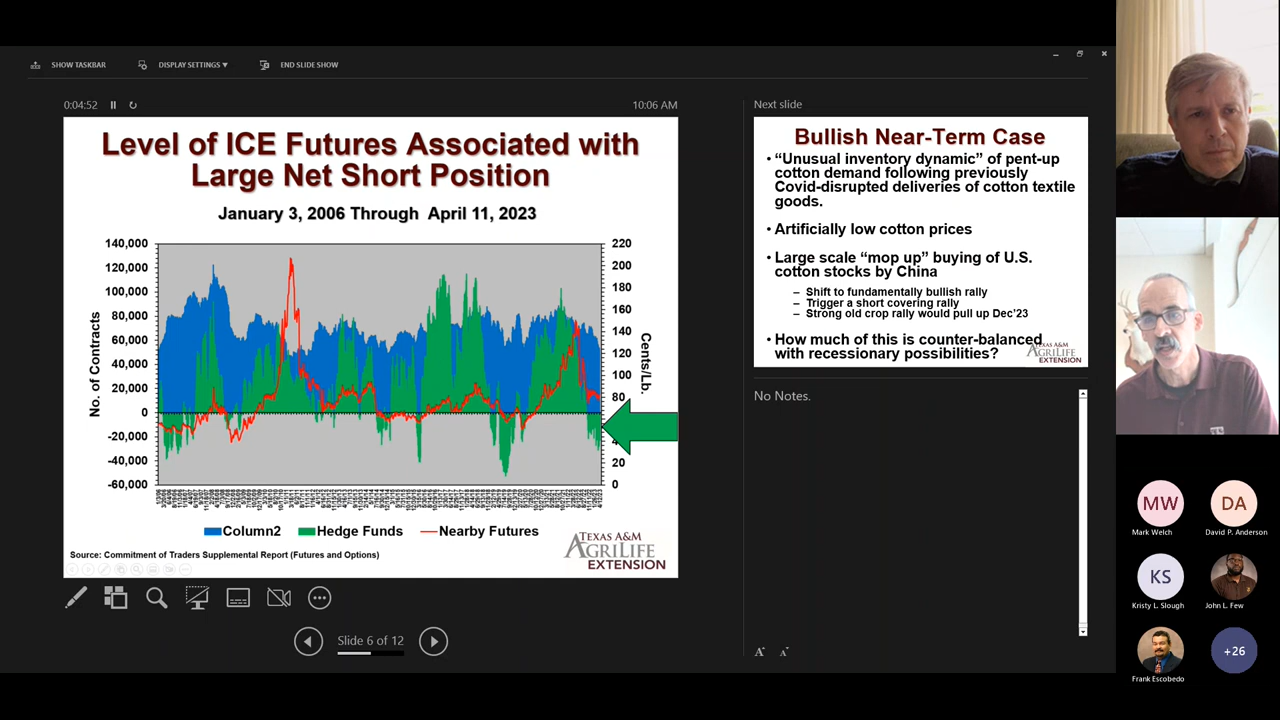 SHOW TASKBAR
DISPLAY SETTINGS ▾
END SLIDE SHOW
0:04:52
10:06 AM
Level of ICE Futures Associated with
Large Net Short Position
January 3, 2006 Through April 11, 2023
No. of Contracts
140,000
120,000
100,000
80,000
60,000
40,000
20,000
0
-20,000
-40,000
-60,000
220
200
180
160
140
120
100
80
20
0
Cents/Lb.
Column2
Hedge Funds
Nearby Futures
Source: Commitment of Traders Supplemental Report (Futures and Options)
TEXAS A&M
AGRILIFE
EXTENSION
Slide 6 of 12
Next slide
Bullish Near-Term Case
• “Unusual inventory dynamic” of pent-up
cotton demand following previously
Covid-disrupted deliveries of cotton textile
goods.
• Artificially low cotton prices
• Large scale “mop up” buying of U.S.
cotton stocks by China
– Shift to fundamentally bullish rally
– Trigger a short covering rally
– Strong old crop rally would pull up Dec’23
• How much of this is counter-balanced
with recessionary possibilities?
TEXAS A&M
AGRILIFE
EXTENSION
No Notes.
A
A
MW
Mark Welch
DA
David P. Anderson
KS
Kristy L. Slough
John L. Few
Frank Escobedo
+26